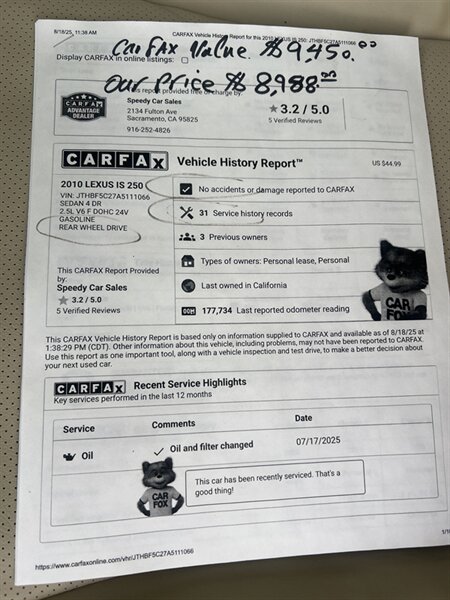 8/18/25, 11:38 AM
CARFAX Vehicle History Report for this 2010 LEXUS IS 250: JTHBF5C27A5111066
CarFAX Value $9,450.00
Display CARFAX in online listings:
Our Price $8,988.00
This report provided free of charge by:
CARFAX
ADVANTAGE
DEALER
Speedy Car Sales
2134 Fulton Ave
Sacramento, CA 95825
916-252-4826
3.2 / 5.0
5 Verified Reviews
CARFAX Vehicle History Report™
US $44.99
2010 LEXUS IS 250
VIN: JTHBF5C27A5111066
SEDAN 4 DR
2.5L V6 F DOHC 24V
GASOLINE
REAR WHEEL DRIVE
No accidents or damage reported to CARFAX
31 Service history records
3 Previous owners
Types of owners: Personal lease, Personal
Last owned in California
177,734 Last reported odometer reading
CAR
FOX
This CARFAX Report Provided
by:
Speedy Car Sales
3.2 / 5.0
5 Verified Reviews
This CARFAX Vehicle History Report is based only on information supplied to CARFAX and available as of 8/18/25 at
1:38:29 PM (CDT). Other information about this vehicle, including problems, may not have been reported to CARFAX.
Use this report as one important tool, along with a vehicle inspection and test drive, to make a better decision about
your next used car.
CARFAX Recent Service Highlights
Key services performed in the last 12 months
Service Comments Date
Oil Oil and filter changed 07/17/2025
CAR
FOX
This car has been recently serviced. That's a
good thing!
https://www.carfaxonline.com/vhr/JTHBF5C27A5111066